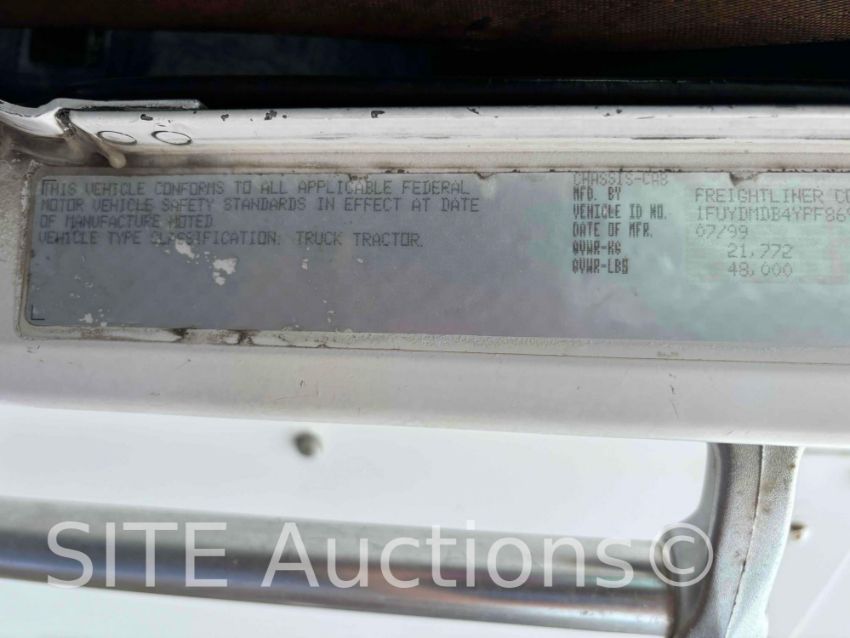 THIS VEHICLE CONFORMS TO ALL APPLICABLE FEDERAL
MOTOR VEHICLE SAFETY STANDARDS IN EFFECT AT DATE
OF MANUFACTURE NOTED
VEHICLE TYPE CLASSIFICATION: TRUCK TRACTOR.
CHASSIS-CAB
MFD. BY FREIGHTLINER CO
VEHICLE ID NO.
DATE OF MFR. 07/99
GVWR-KG 21,772
GVWR-LBS 48,000
SITE Auctions©